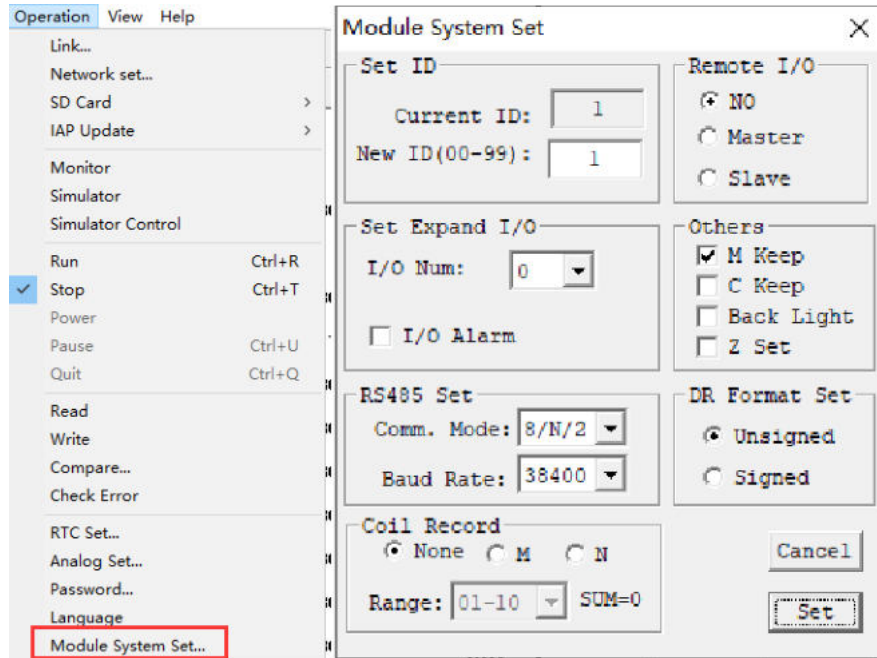 Operation View Help
Link...
Network set...
SD Card >
IAP Update >
Monitor
Simulator
Simulator Control
Run Ctrl+R
Stop Ctrl+T
Power
Pause Ctrl+U
Quit Ctrl+Q
Read
Write
Compare...
Check Error
RTC Set...
Analog Set...
Password...
Language
Module System Set...
Module System Set
Set ID
Current ID: 1
New ID(00-99): 1
Remote I/O
NO
Master
Slave
Set Expand I/O
I/O Num: 0
I/O Alarm
Others
M Keep
C Keep
Back Light
Z Set
RS485 Set
Comm. Mode: 8/N/2
Baud Rate: 38400
DR Format Set
Unsigned
Signed
Coil Record
None M N
Range: 01-10 SUM=0
Cancel
Set